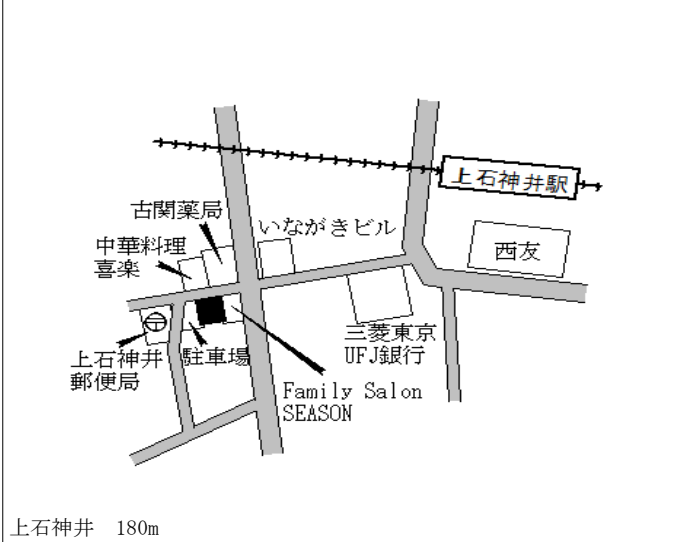 上石神井駅
古関薬局
いながきビル
中華料理
喜楽
西友
三菱東京
UFJ銀行
上石神井
郵便局
駐車場
Family Salon
SEASON
上石神井　180m